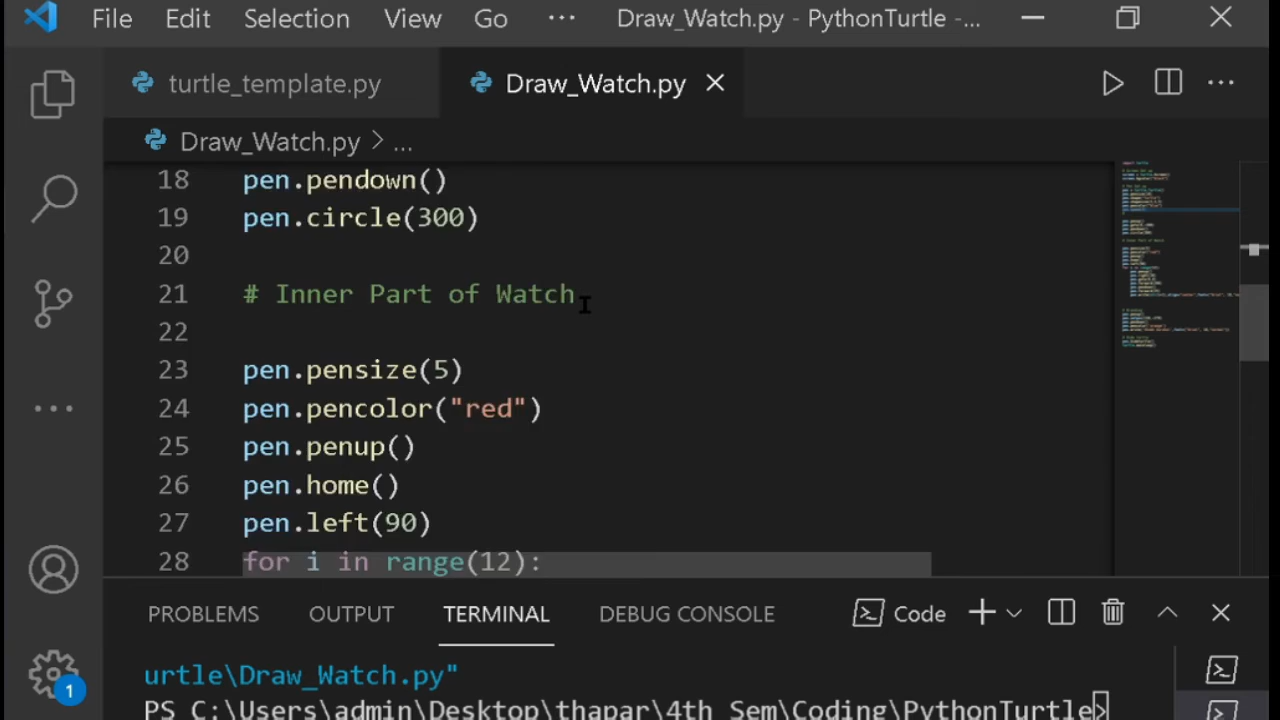 File Edit Selection View Go ... Draw_Watch.py - PythonTurtle -...
turtle_template.py Draw_Watch.py
Draw_Watch.py > ...
18 pen.pendown()
19 pen.circle(300)
20
21 # Inner Part of Watch
22
23 pen.pensize(5)
24 pen.pencolor("red")
25 pen.penup()
26 pen.home()
27 pen.left(90)
28 for i in range(12):
PROBLEMS OUTPUT TERMINAL DEBUG CONSOLE Code
1
urtle\Draw_Watch.py"
PS C:\Users\admin\Desktop\thapar\4th Sem\Coding\PythonTurtle>